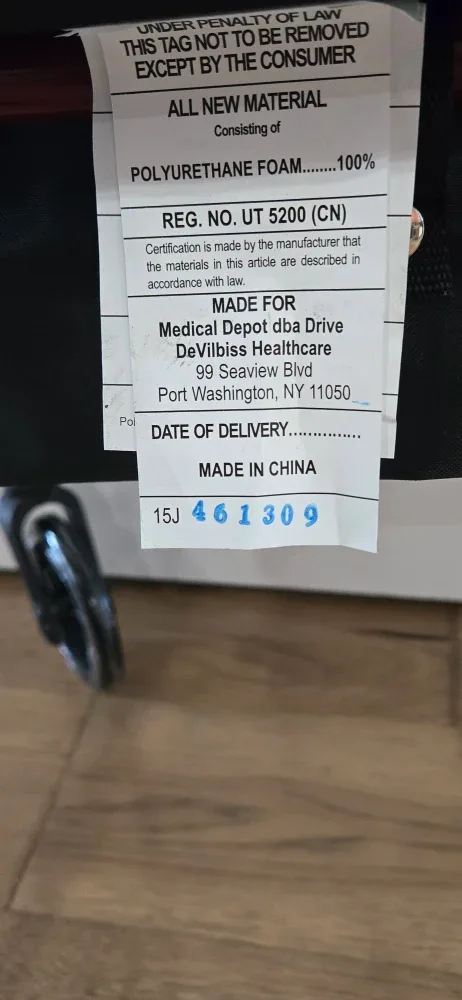 UNDER PENALTY OF LAW
THIS TAG NOT TO BE REMOVED
EXCEPT BY THE CONSUMER
ALL NEW MATERIAL
Consisting of
POLYURETHANE FOAM........100%
REG. NO. UT 5200 (CN)
Certification is made by the manufacturer that
the materials in this article are described in
accordance with law.
MADE FOR
Medical Depot dba Drive
DeVilbiss Healthcare
99 Seaview Blvd
Port Washington, NY 11050
DATE OF DELIVERY...............
MADE IN CHINA
15J 461309